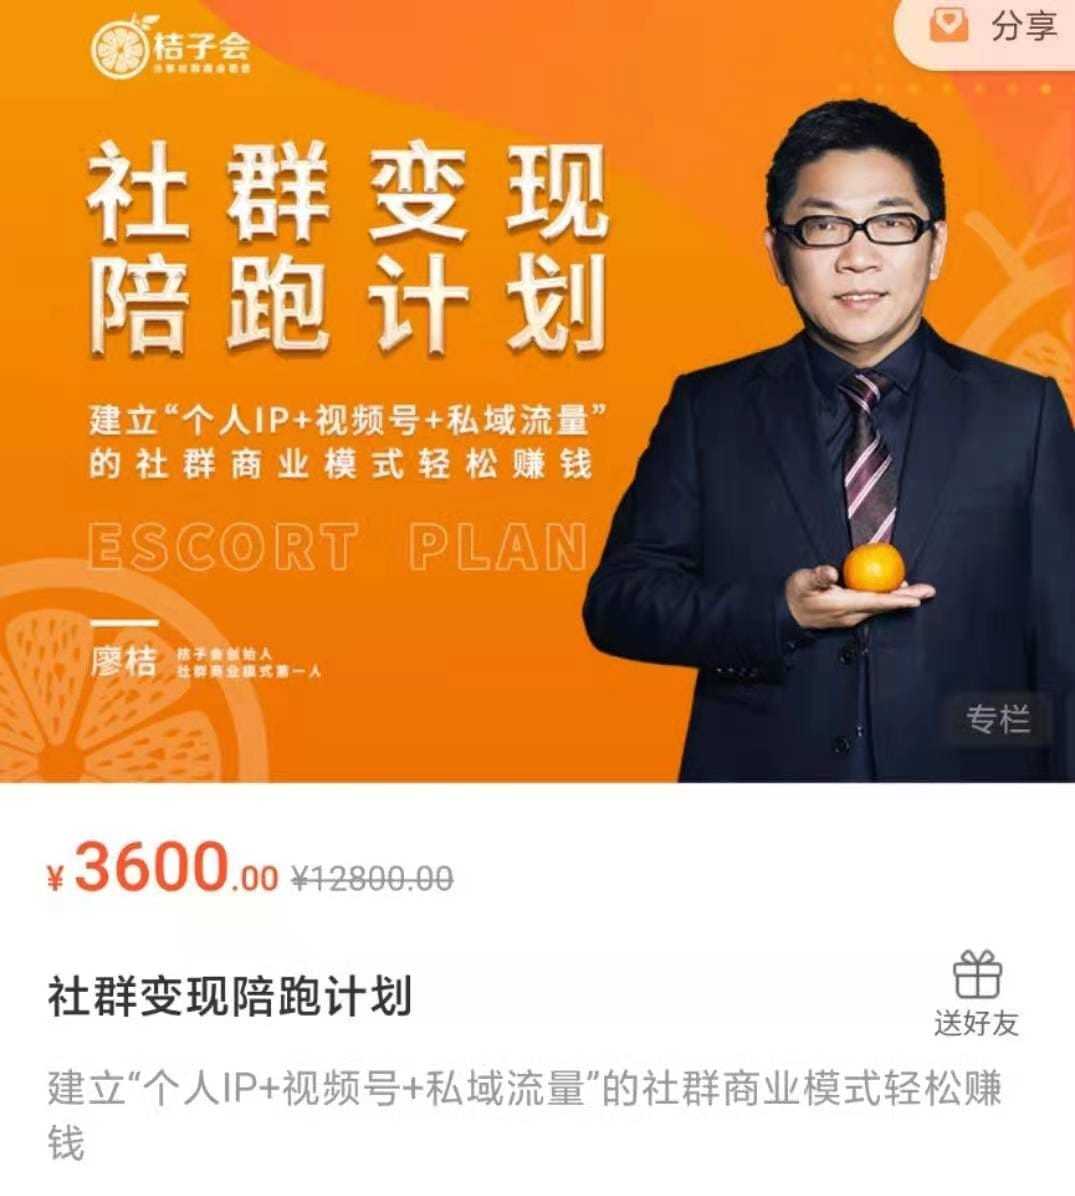 桔子会
分享
社群变现
陪跑计划
建立“个人IP+视频号+私域流量”
的社群商业模式轻松赚钱
ESCORT PLAN
廖桔
桔子会创始人
社群商业模式第一人
专栏
¥3600.00 ¥12800.00
社群变现陪跑计划
送好友
建立“个人IP+视频号+私域流量”的社群商业模式轻松赚
钱